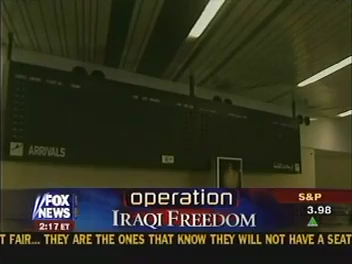 ARRIVALS
operation
IRAQI FREEDOM
FOX
NEWS
2:17 ET
S&P
3.98
T FAIR... THEY ARE THE ONES THAT KNOW THEY WILL NOT HAVE A SEAT